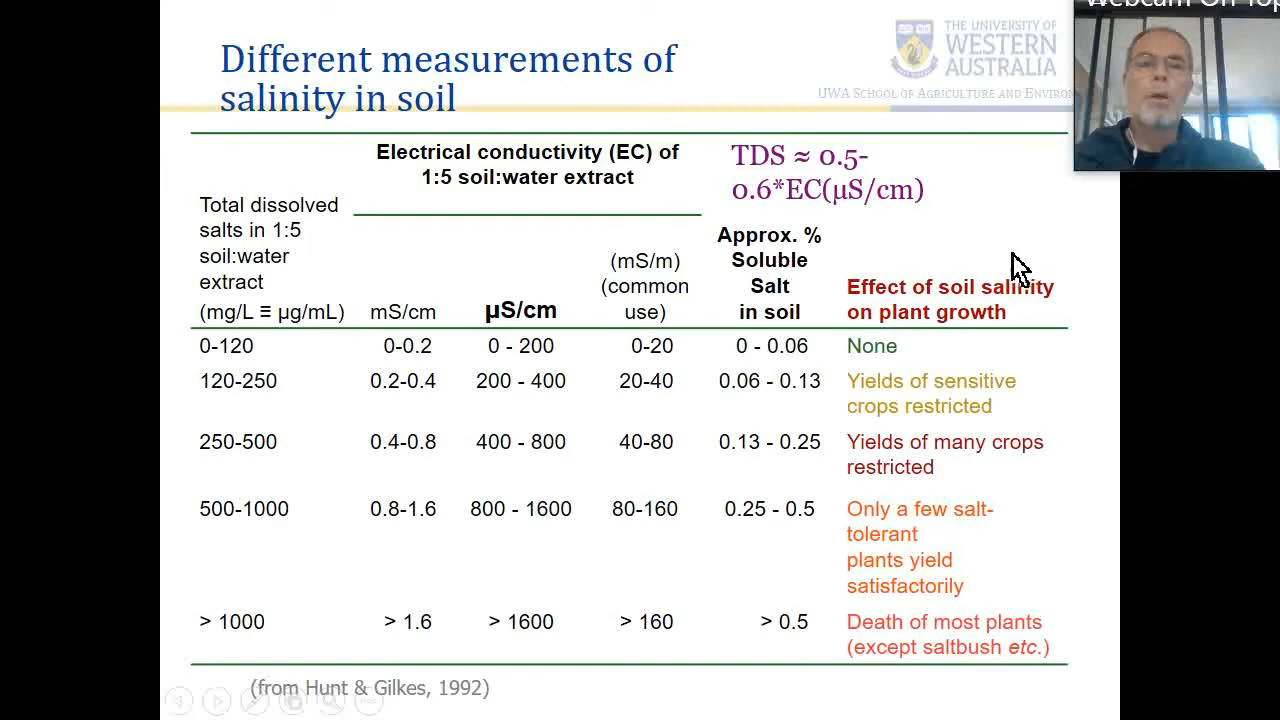 Different measurements of
salinity in soil
THE UNIVERSITY OF
WESTERN
AUSTRALIA
UWA SCHOOL OF AGRICULTURE AND
Electrical conductivity (EC) of
1:5 soil:water extract
TDS ≈ 0.5-
0.6*EC(µS/cm)
Total dissolved
salts in 1:5
soil:water
extract
(mg/L ≡ µg/mL)
mS/cm
µS/cm
(mS/m)
(common
use)
Approx. %
Soluble
Salt
in soil
Effect of soil salinity
on plant growth
0-120 0-0.2 0 - 200 0-20 0 - 0.06 None
120-250 0.2-0.4 200 - 400 20-40 0.06 - 0.13 Yields of sensitive
crops restricted
250-500 0.4-0.8 400 - 800 40-80 0.13 - 0.25 Yields of many crops
restricted
500-1000 0.8-1.6 800 - 1600 80-160 0.25 - 0.5 Only a few salt-
tolerant
plants yield
satisfactorily
> 1000 > 1.6 > 1600 > 160 > 0.5 Death of most plants
(except saltbush etc.)
(from Hunt & Gilkes, 1992)